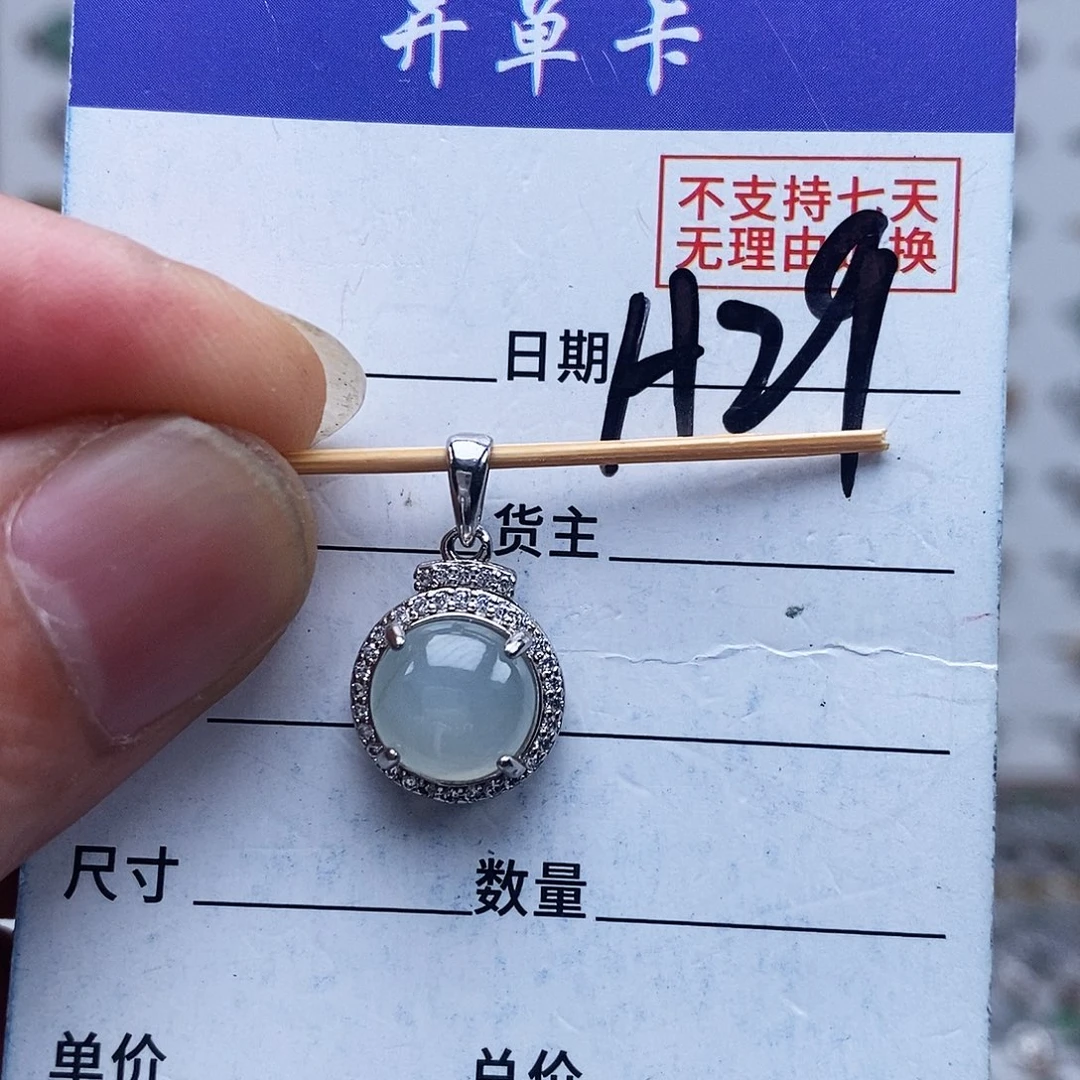 开单卡
不支持七天
无理由退换
日期 H29
货主
尺寸 数量
单价 总价